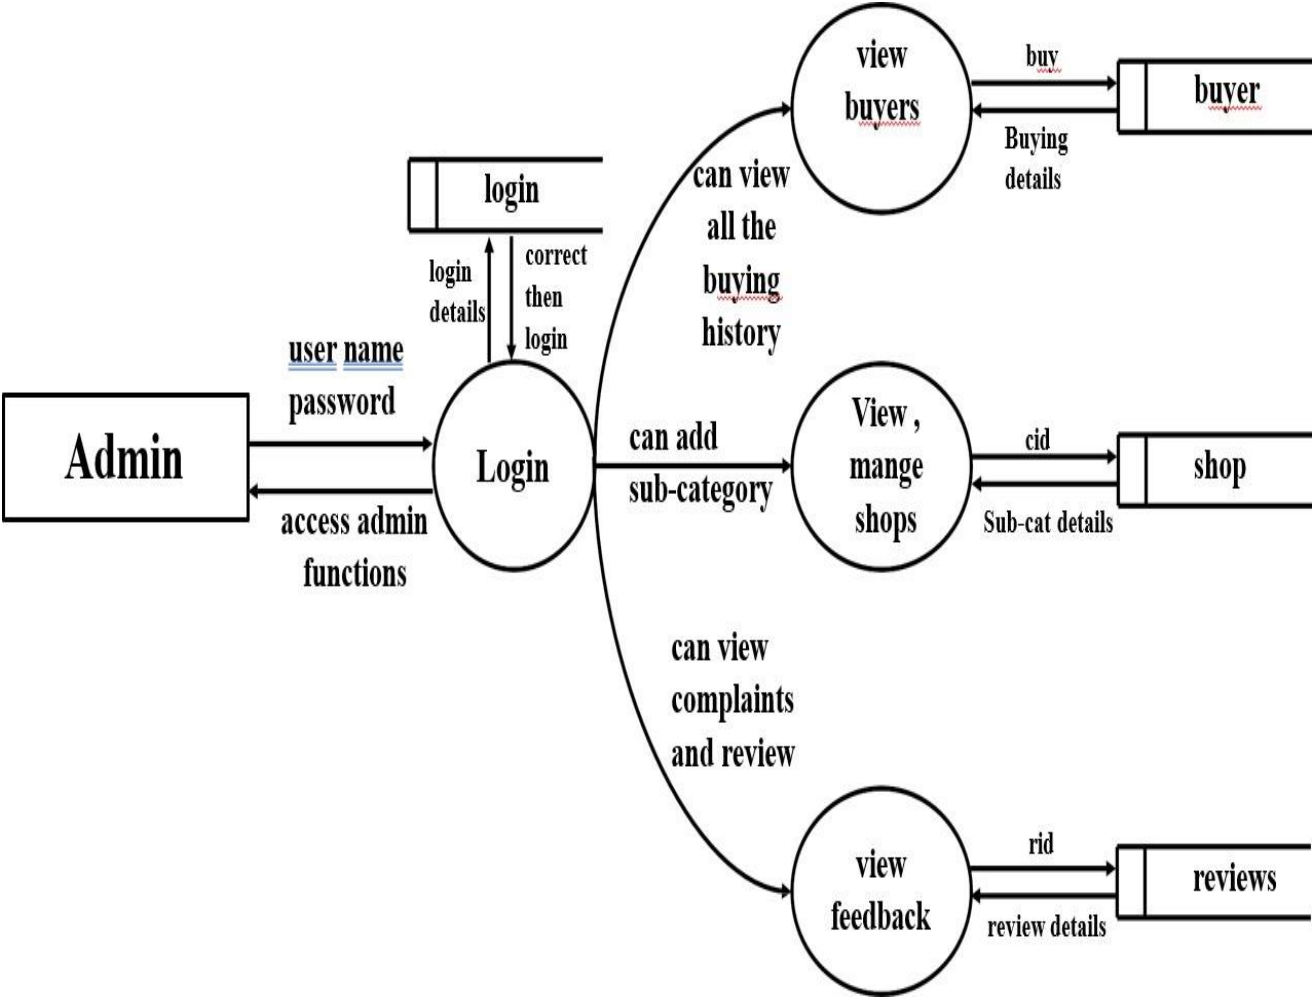 view
buyers
buy
buyer
Buying
details
login
can view
all the
buying
history
login
details
correct
then
login
user name
password
Admin
Login
access admin
functions
can add
sub-category
View ,
mange
shops
cid
shop
Sub-cat details
can view
complaints
and review
view
feedback
rid
reviews
review details